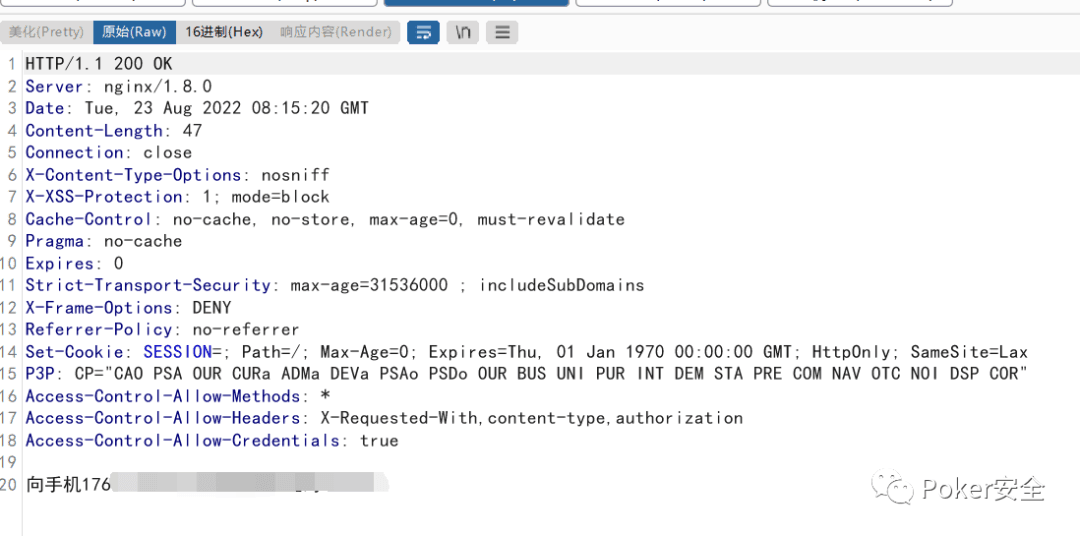 美化(Pretty) 原始(Raw) 16进制(Hex) 响应内容(Render) \n
1 HTTP/1.1 200 OK
2 Server: nginx/1.8.0
3 Date: Tue, 23 Aug 2022 08:15:20 GMT
4 Content-Length: 47
5 Connection: close
6 X-Content-Type-Options: nosniff
7 X-XSS-Protection: 1; mode=block
8 Cache-Control: no-cache, no-store, max-age=0, must-revalidate
9 Pragma: no-cache
10 Expires: 0
11 Strict-Transport-Security: max-age=31536000 ; includeSubDomains
12 X-Frame-Options: DENY
13 Referrer-Policy: no-referrer
14 Set-Cookie: SESSION=; Path=/; Max-Age=0; Expires=Thu, 01 Jan 1970 00:00:00 GMT; HttpOnly; SameSite=Lax
15 P3P: CP="CAO PSA OUR CURa ADMa DEVa PSAo PSDo OUR BUS UNI PUR INT DEM STA PRE COM NAV OTC NOI DSP COR"
16 Access-Control-Allow-Methods: *
17 Access-Control-Allow-Headers: X-Requested-With,content-type,authorization
18 Access-Control-Allow-Credentials: true
19
20 向手机176
Poker安全